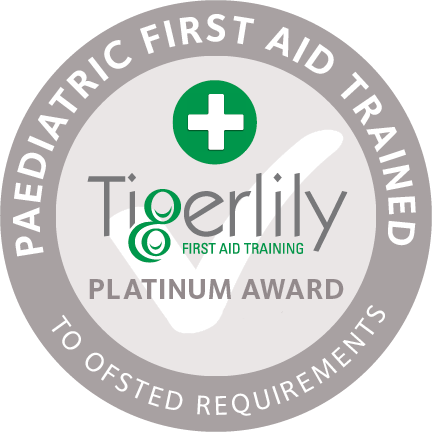 PAEDIATRIC FIRST AID TRAINED
Tigerlily
FIRST AID TRAINING
PLATINUM AWARD
TO OFSTED REQUIREMENTS